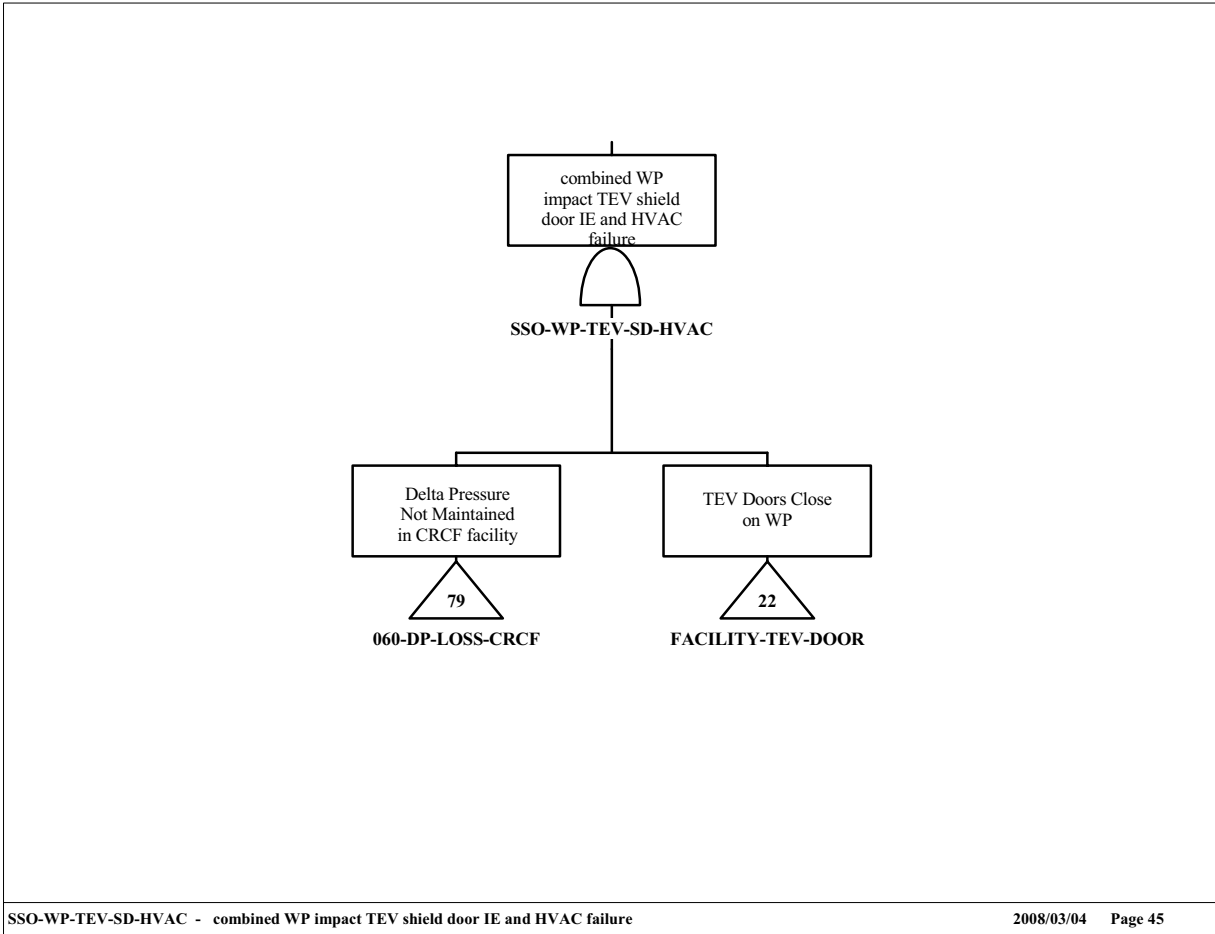 combined WP
impact TEV shield
door IE and HVAC
failure
SSO-WP-TEV-SD-HVAC
Delta Pressure
Not Maintained
in CRCF facility
79
060-DP-LOSS-CRCF
TEV Doors Close
on WP
22
FACILITY-TEV-DOOR
SSO-WP-TEV-SD-HVAC - combined WP impact TEV shield door IE and HVAC failure 2008/03/04 Page 45